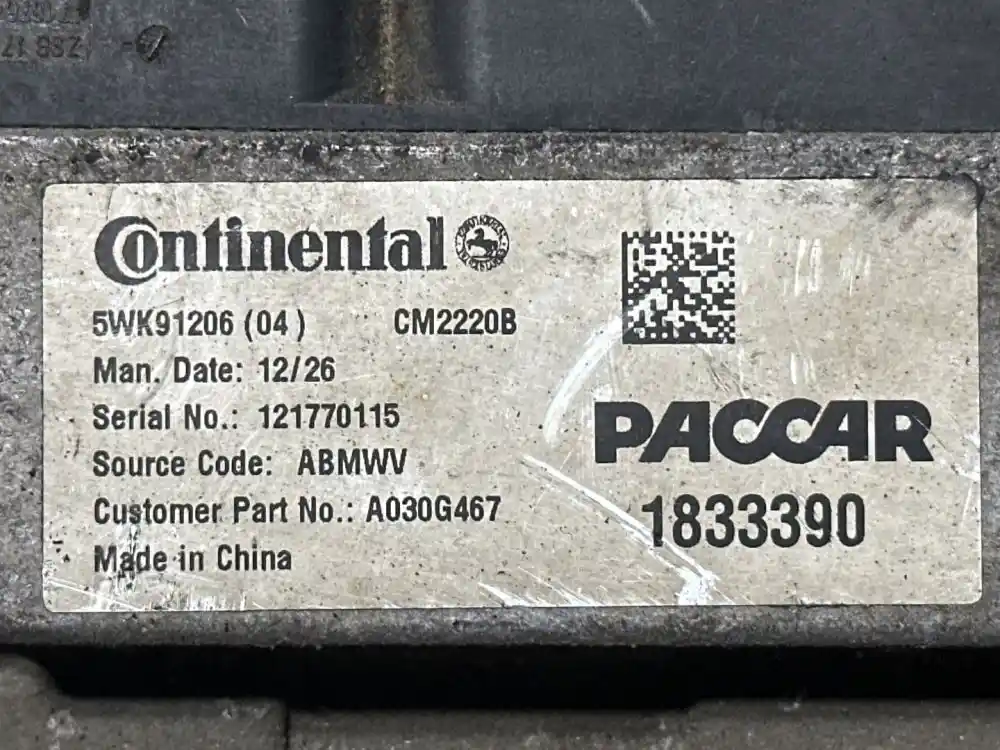 Continental
5WK91206 (04) CM2220B
Man. Date: 12/26
Serial No.: 121770115
Source Code: ABMWV
Customer Part No.: A030G467
Made in China
PACCAR
1833390